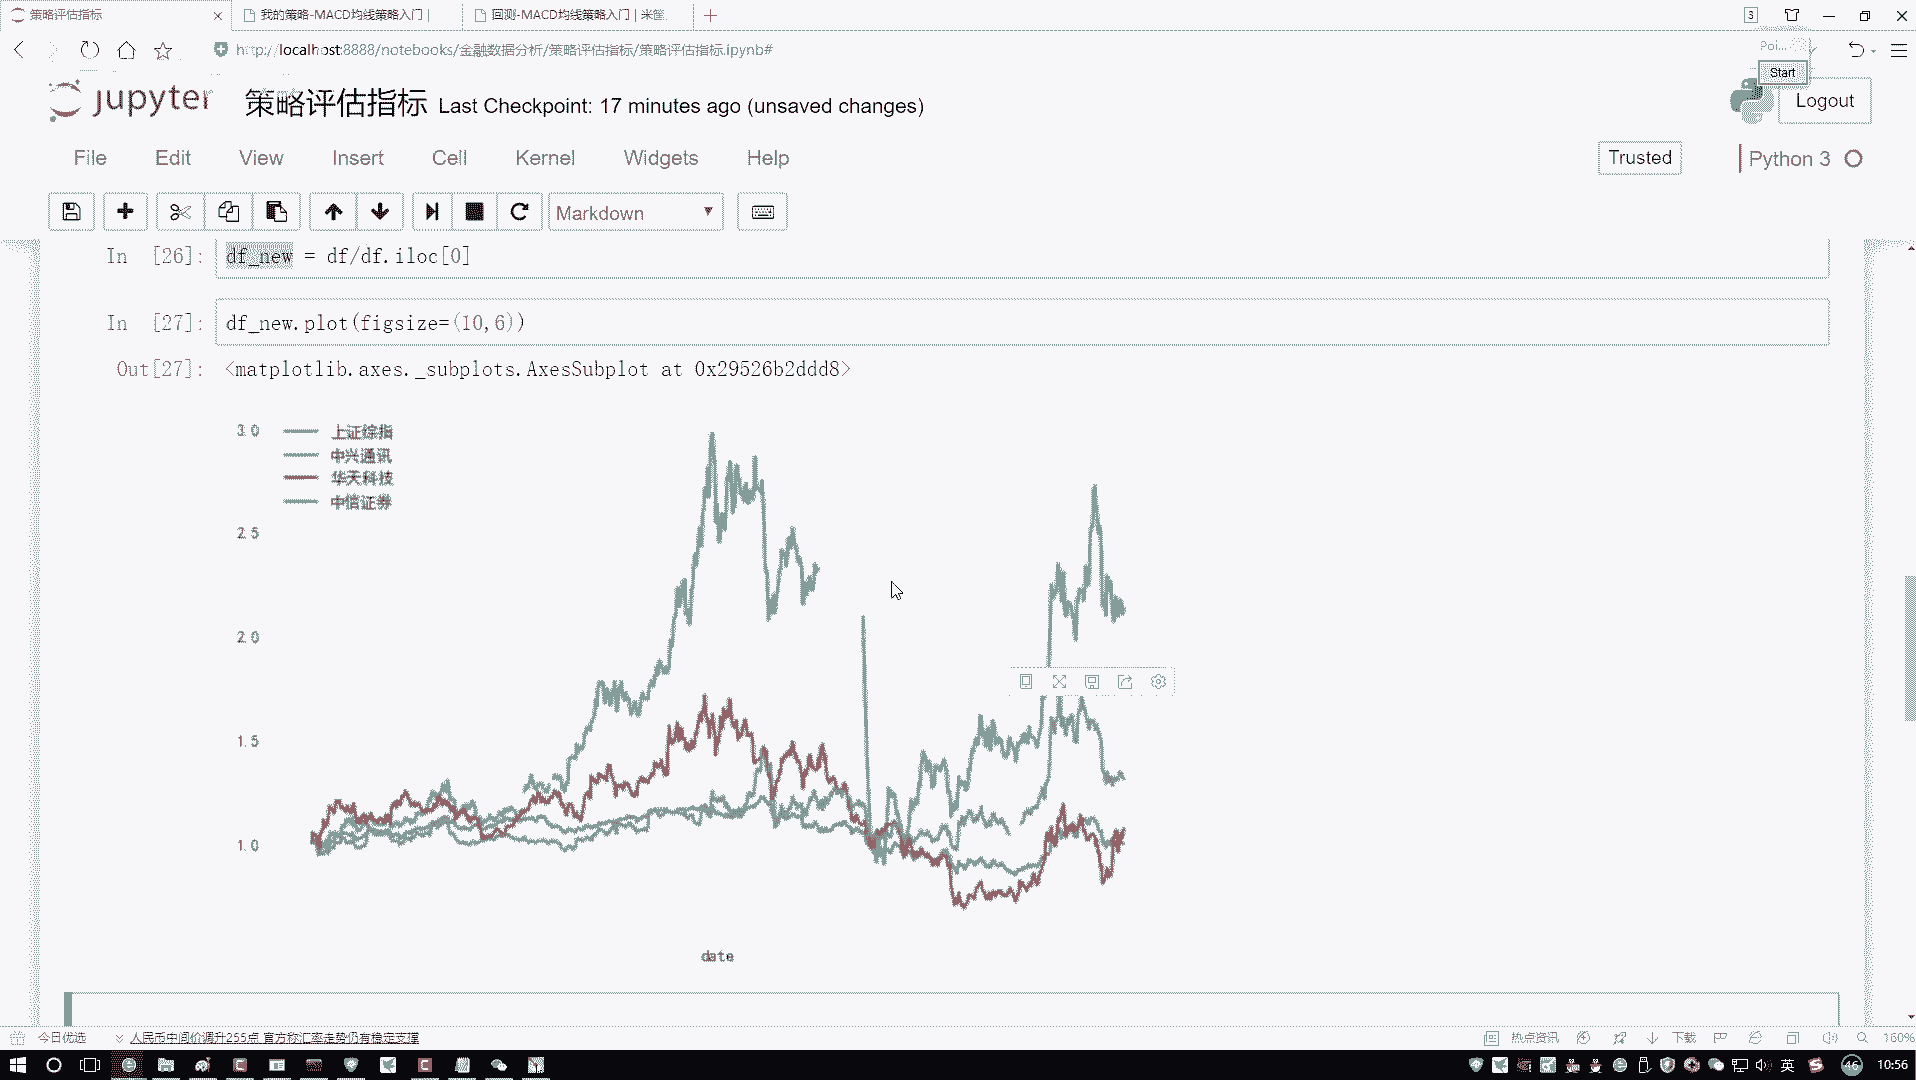 策略评估指标
我的策略-MACD均线策略入门 |
回测-MACD均线策略入门 | 米筐
3
http://localhost:8888/notebooks/金融数据分析/策略评估指标/策略评估指标.ipynb#
Poi...
Start
jupyter 策略评估指标 Last Checkpoint: 17 minutes ago (unsaved changes)
Logout
File Edit View Insert Cell Kernel Widgets Help
Trusted
Python 3
Markdown
In [26]: df_new = df/df.iloc[0]
In [27]: df_new.plot(figsize=(10,6))
Out[27]: <matplotlib.axes._subplots.AxesSubplot at 0x29526b2ddd8>
3.0
上证综指
中兴通讯
华天科技
中信证券
2.5
2.0
1.5
1.0
date
今日优选
人民币中间价调升255点 官方称汇率走势仍有稳定支撑
热点资讯
下载
160%
英
46
10:56